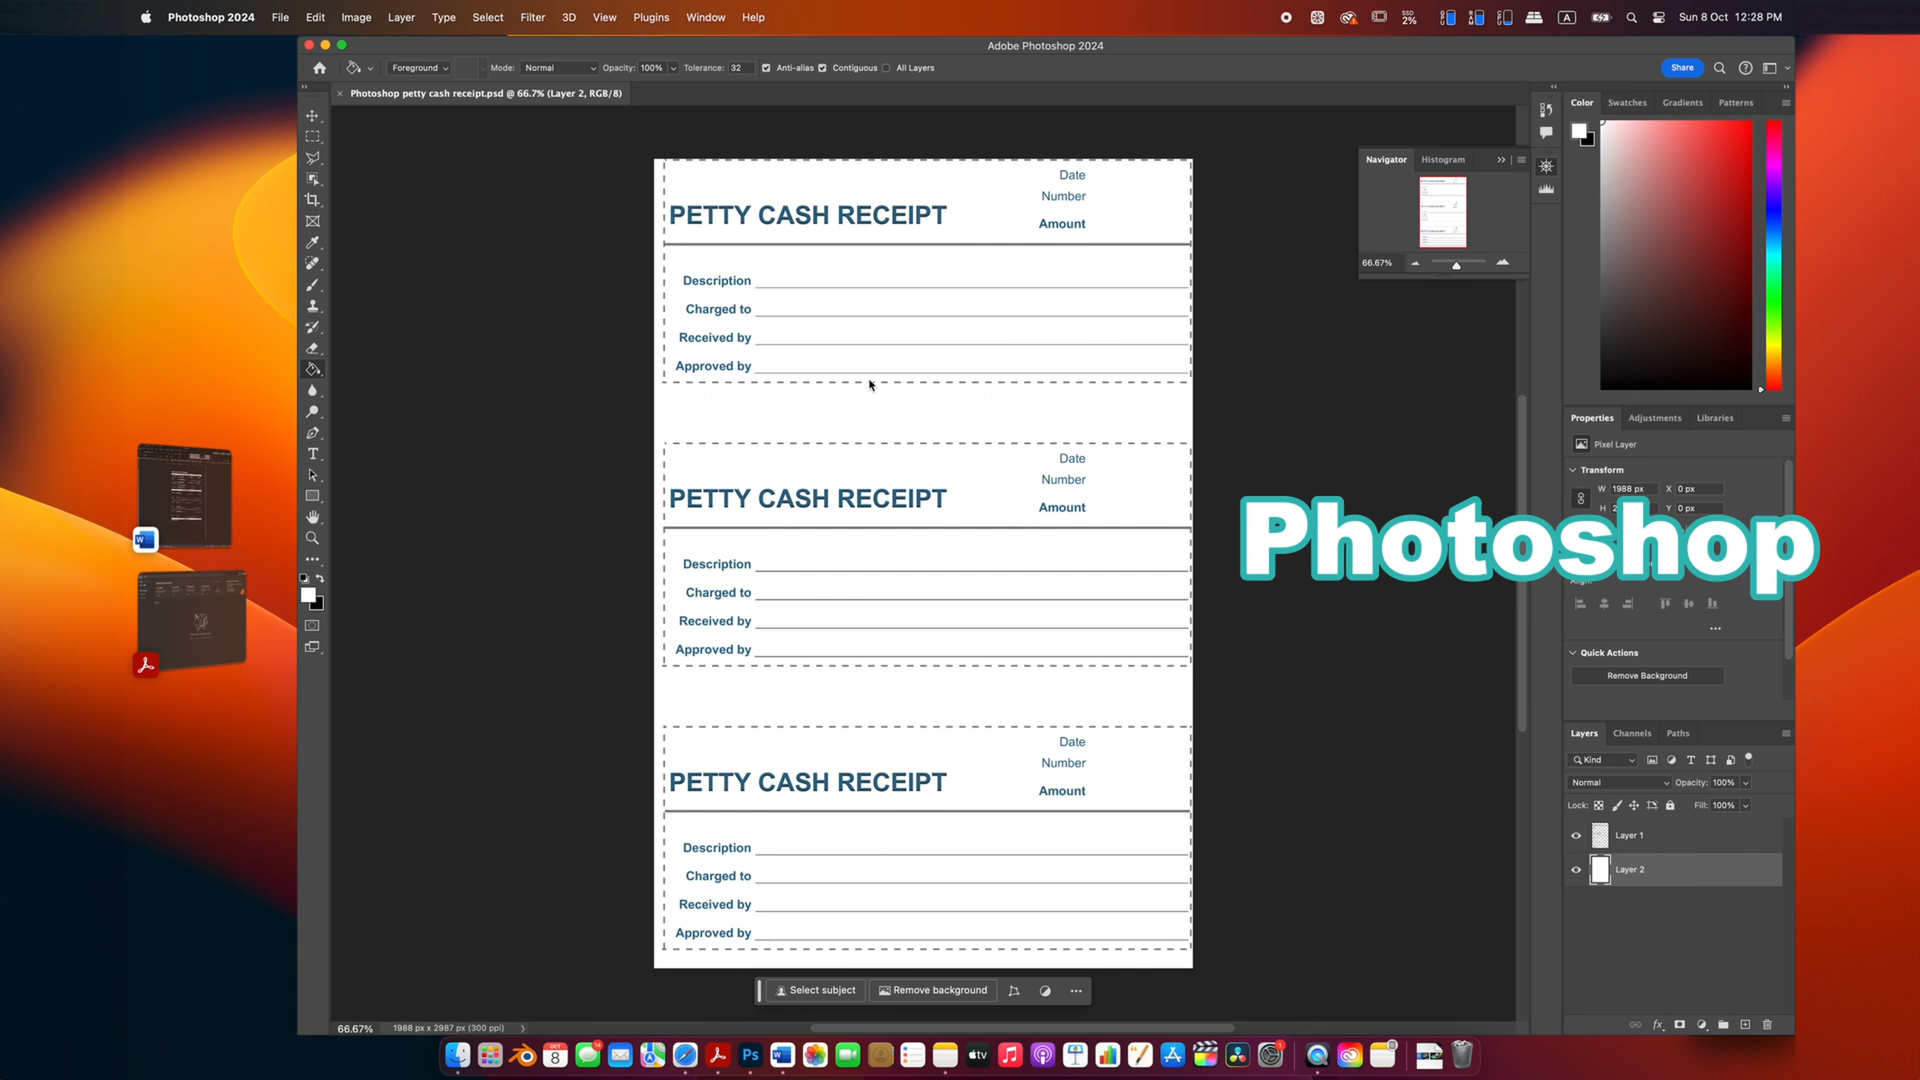 Photoshop 2024 File Edit Image Layer Type Select Filter 3D View Plugins Window Help
SSD 2% A Sun 8 Oct 12:28 PM
Adobe Photoshop 2024
Foreground Mode: Normal Opacity: 100% Tolerance: 32 Anti-alias Contiguous All Layers Share
Photoshop petty cash receipt.psd @ 66.7% (Layer 2, RGB/8)
Color Swatches Gradients Patterns
Navigator Histogram
66.67%
Date
Number
PETTY CASH RECEIPT
Amount
Description
Charged to
Received by
Approved by
Date
Number
PETTY CASH RECEIPT
Amount
Description
Charged to
Received by
Approved by
Date
Number
PETTY CASH RECEIPT
Amount
Description
Charged to
Received by
Approved by
Photoshop
Properties Adjustments Libraries
Pixel Layer
Transform
W 1988 px X 0 px
H Y 0 px
Quick Actions
Remove Background
Layers Channels Paths
Kind
Normal Opacity: 100%
Lock: Fill: 100%
Layer 1
Layer 2
Select subject Remove background
66.67% 1988 px x 2987 px (300 ppi)
OCT 8 Ps W tv